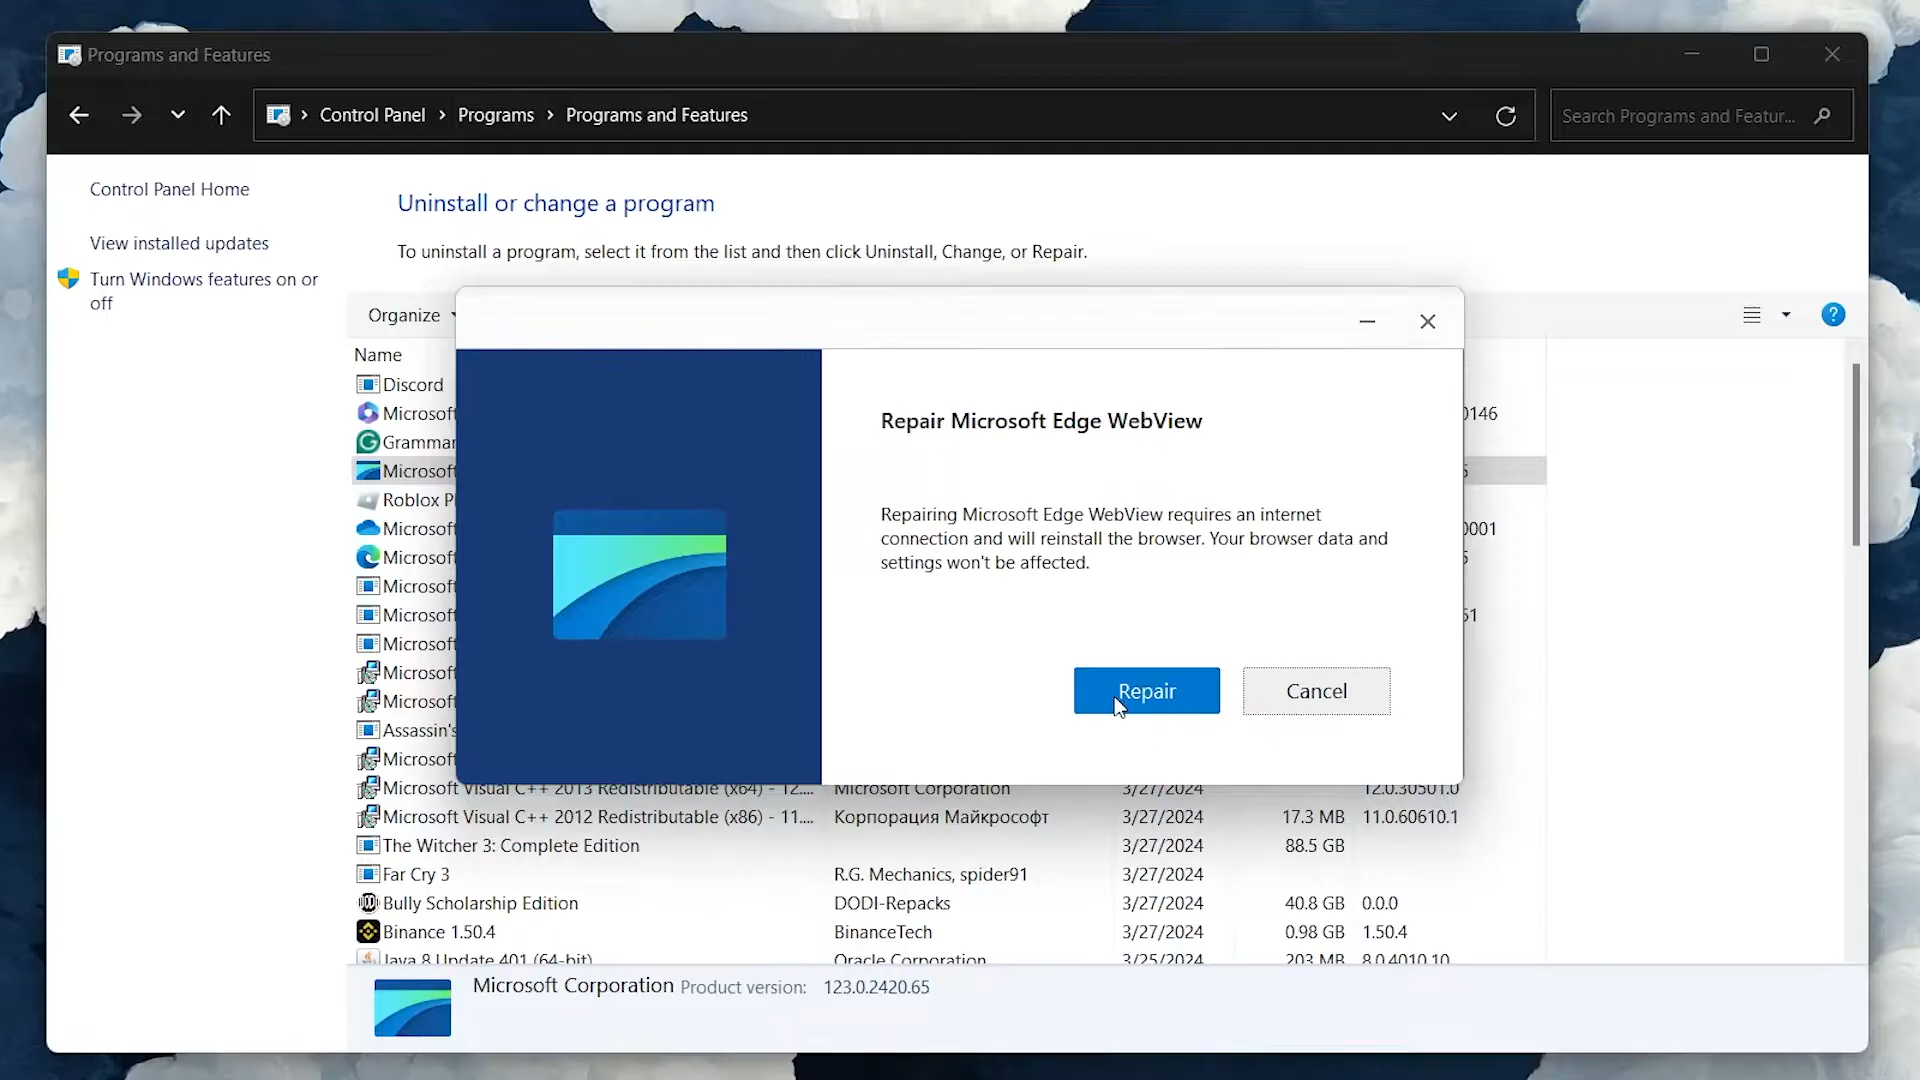 Programs and Features
Control Panel
Programs
Programs and Features
Search Programs and Featur...
Control Panel Home
View installed updates
Turn Windows features on or
off
Uninstall or change a program
To uninstall a program, select it from the list and then click Uninstall, Change, or Repair.
Organize
?
Name
Discord
Microsoft
0146
Grammar
Microsoft
Roblox Pl
Microsoft
0001
Microsoft
Microsoft
Microsoft
51
Microsoft
Microsoft
Microsoft
Assassin's
Microsoft
Repair Microsoft Edge WebView
Repairing Microsoft Edge WebView requires an internet
connection and will reinstall the browser. Your browser data and
settings won't be affected.
Repair
Cancel
Microsoft Visual C++ 2013 Redistributable (x64) - 12.... Microsoft Corporation 3/27/2024 12.0.30501.0
Microsoft Visual C++ 2012 Redistributable (x86) - 11.... Корпорация Майкрософт 3/27/2024 17.3 MB 11.0.60610.1
The Witcher 3: Complete Edition 3/27/2024 88.5 GB
Far Cry 3 R.G. Mechanics, spider91 3/27/2024
Bully Scholarship Edition DODI-Repacks 3/27/2024 40.8 GB 0.0.0
Binance 1.50.4 BinanceTech 3/27/2024 0.98 GB 1.50.4
Java 8 Update 401 (64-bit) Oracle Corporation 3/25/2024 203 MB 8.0.4010.10
Microsoft Corporation Product version: 123.0.2420.65